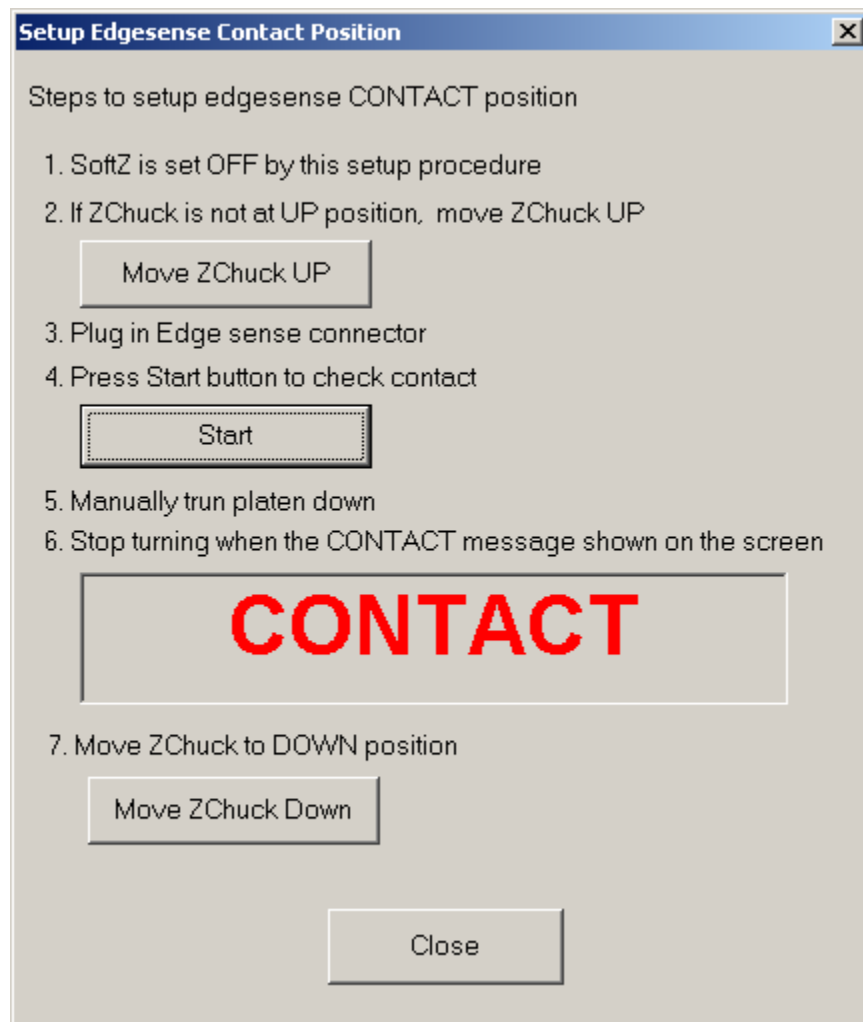 Setup Edgesense Contact Position
Steps to setup edgesense CONTACT position
1. SoftZ is set OFF by this setup procedure
2. If ZChuck is not at UP position, move ZChuck UP
Move ZChuck UP
3. Plug in Edge sense connector
4. Press Start button to check contact
Start
5. Manually trun platen down
6. Stop turning when the CONTACT message shown on the screen
CONTACT
7. Move ZChuck to DOWN position
Move ZChuck Down
Close